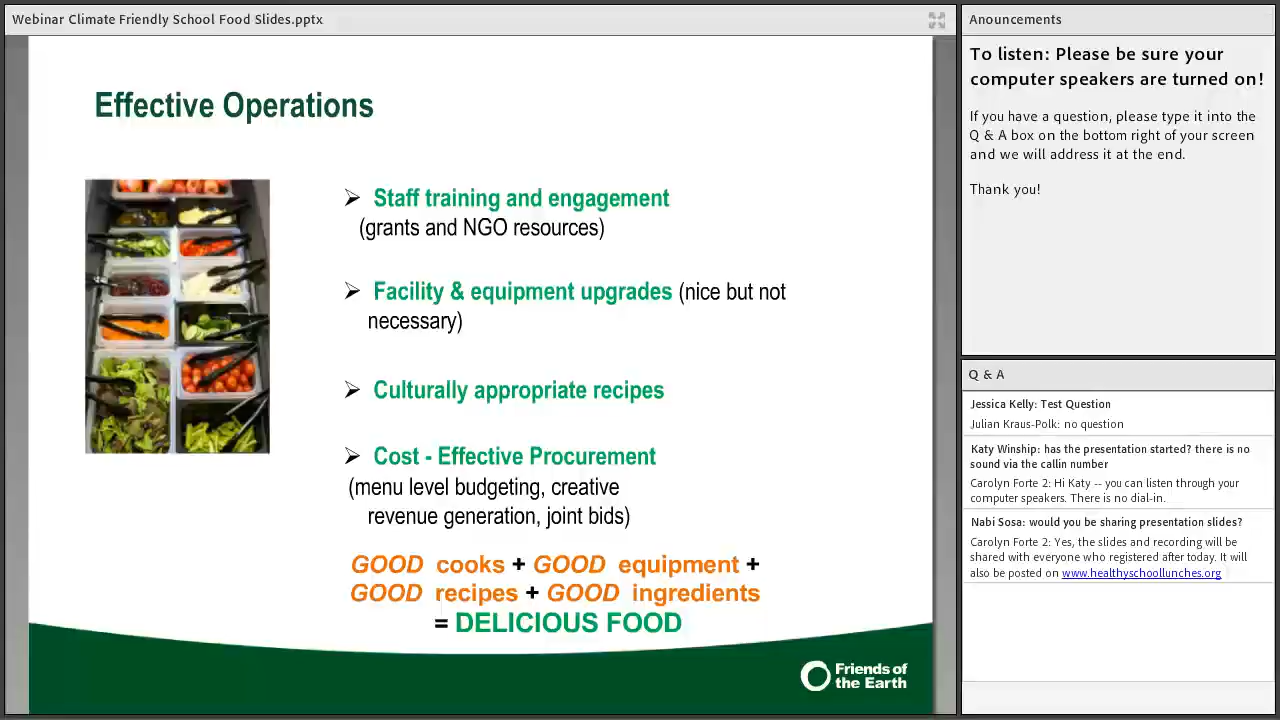 Webinar Climate Friendly School Food Slides.pptx
Effective Operations
➢ Staff training and engagement
(grants and NGO resources)
➢ Facility & equipment upgrades (nice but not
necessary)
➢ Culturally appropriate recipes
➢ Cost - Effective Procurement
(menu level budgeting, creative
revenue generation, joint bids)
GOOD cooks + GOOD equipment +
GOOD recipes + GOOD ingredients
= DELICIOUS FOOD
Friends of
the Earth
Anouncements
To listen: Please be sure your
computer speakers are turned on!
If you have a question, please type it into the
Q & A box on the bottom right of your screen
and we will address it at the end.
Thank you!
Q & A
Jessica Kelly: Test Question
Julian Kraus-Polk: no question
Katy Winship: has the presentation started? there is no
sound via the callin number
Carolyn Forte 2: Hi Katy -- you can listen through your
computer speakers. There is no dial-in.
Nabi Sosa: would you be sharing presentation slides?
Carolyn Forte 2: Yes, the slides and recording will be
shared with everyone who registered after today. It will
also be posted on www.healthyschoollunches.org